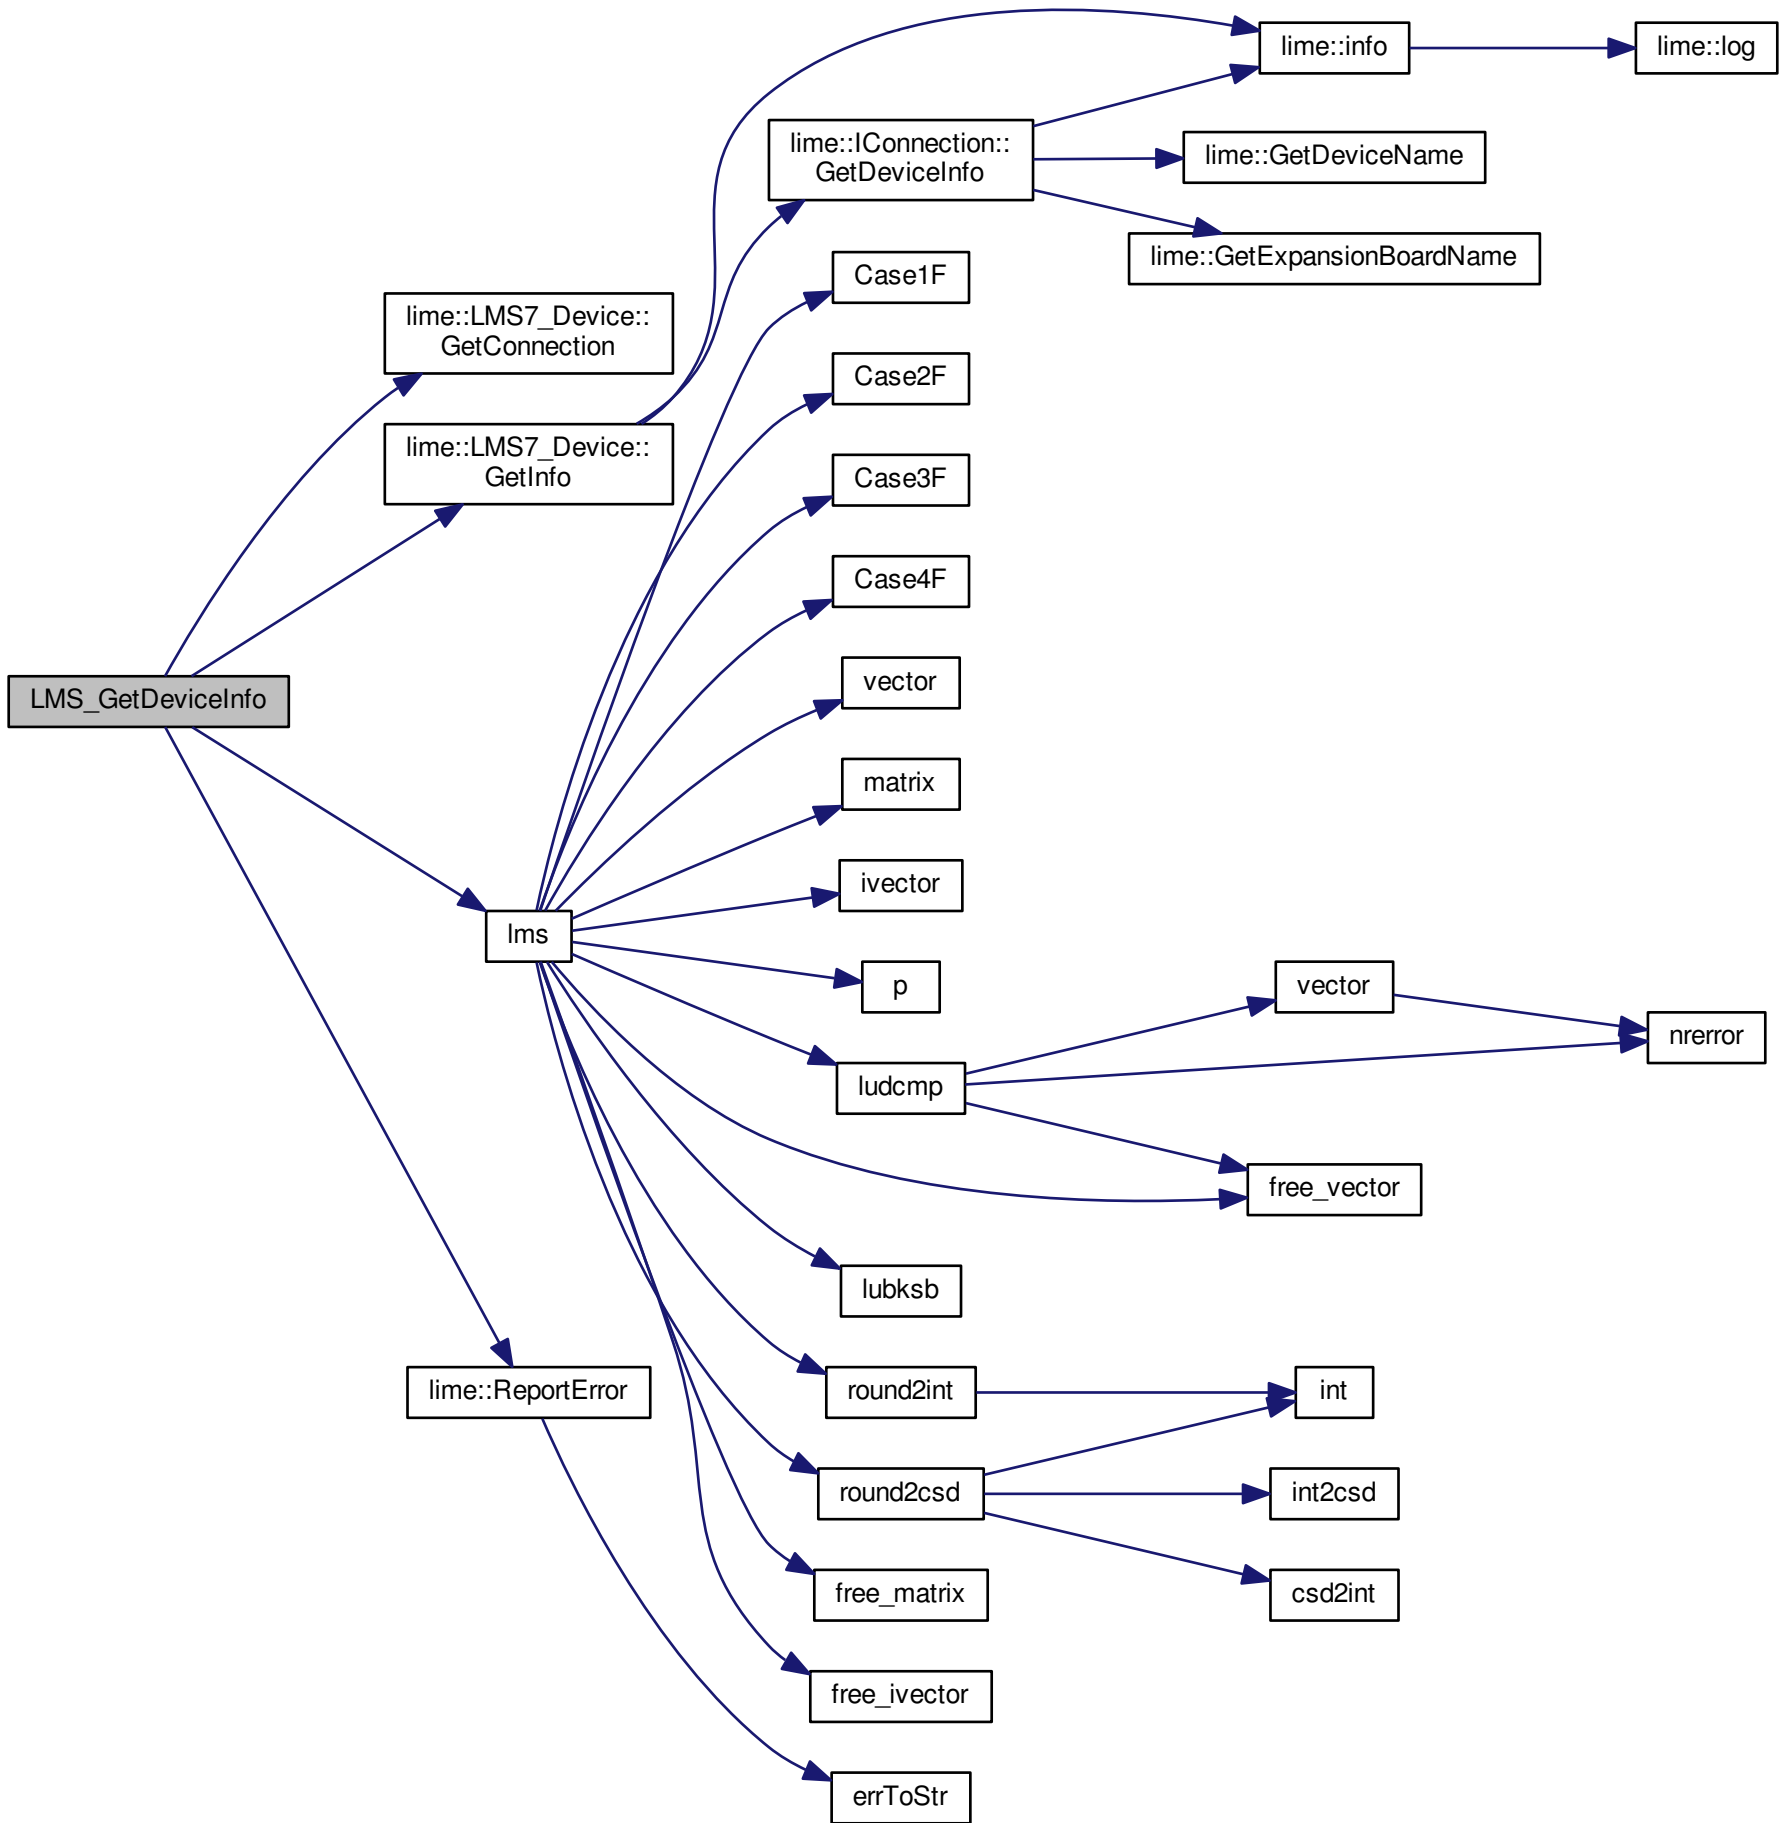 lime::info
lime::log
lime::IConnection::
GetDeviceInfo
lime::GetDeviceName
lime::GetExpansionBoardName
Case1F
lime::LMS7_Device::
GetConnection
Case2F
lime::LMS7_Device::
GetInfo
Case3F
Case4F
vector
LMS_GetDeviceInfo
matrix
ivector
lms
p
vector
nrerror
ludcmp
free_vector
lubksb
lime::ReportError
round2int
int
round2csd
int2csd
free_matrix
csd2int
free_ivector
errToStr